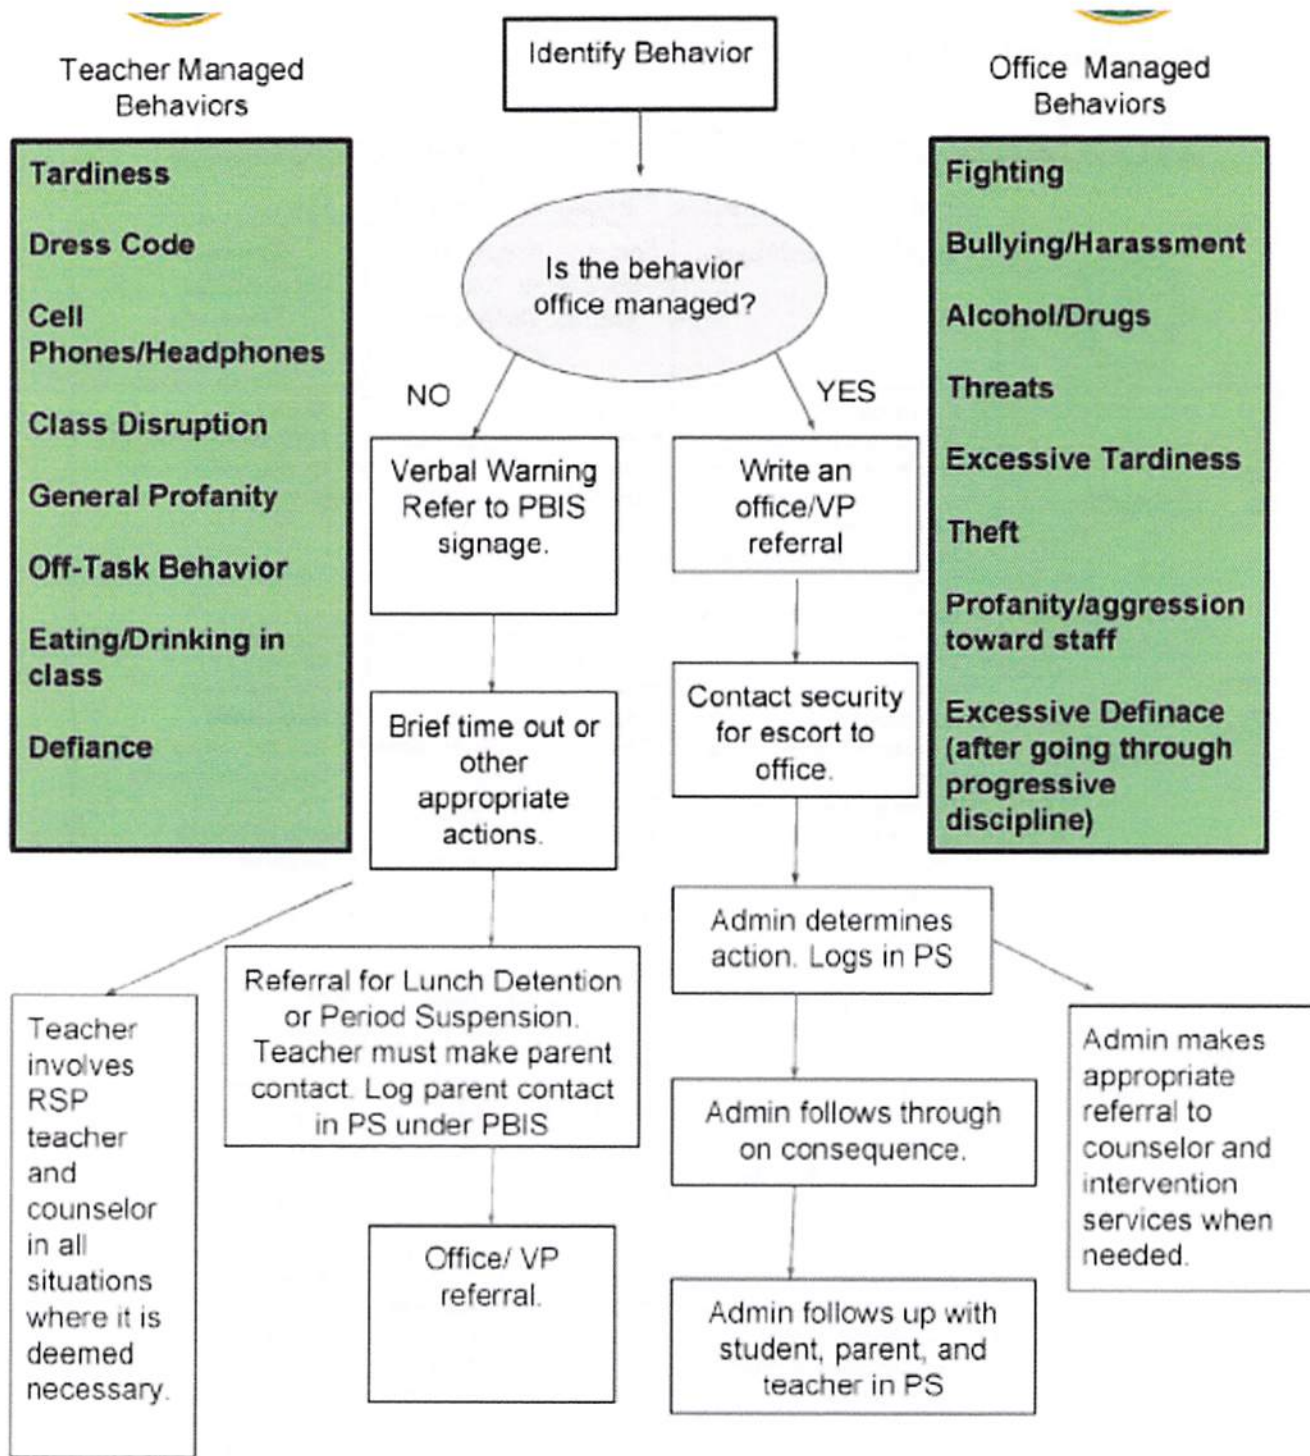 Identify Behavior
Teacher Managed
Behaviors
Office Managed
Behaviors
Tardiness
Dress Code
Cell
Phones/Headphones
Class Disruption
General Profanity
Off-Task Behavior
Eating/Drinking in
class
Defiance
Is the behavior
office managed?
NO
YES
Verbal Warning
Refer to PBIS
signage.
Write an
office/VP
referral
Fighting
Bullying/Harassment
Alcohol/Drugs
Threats
Excessive Tardiness
Theft
Profanity/aggression
toward staff
Excessive Definace
(after going through
progressive
discipline)
Brief time out or
other
appropriate
actions.
Contact security
for escort to
office.
Teacher
involves
RSP
teacher
and
counselor
in all
situations
where it is
deemed
necessary.
Referral for Lunch Detention
or Period Suspension.
Teacher must make parent
contact. Log parent contact
in PS under PBIS
Office/ VP
referral.
Admin determines
action. Logs in PS
Admin follows through
on consequence.
Admin follows up with
student, parent, and
teacher in PS
Admin makes
appropriate
referral to
counselor and
intervention
services when
needed.